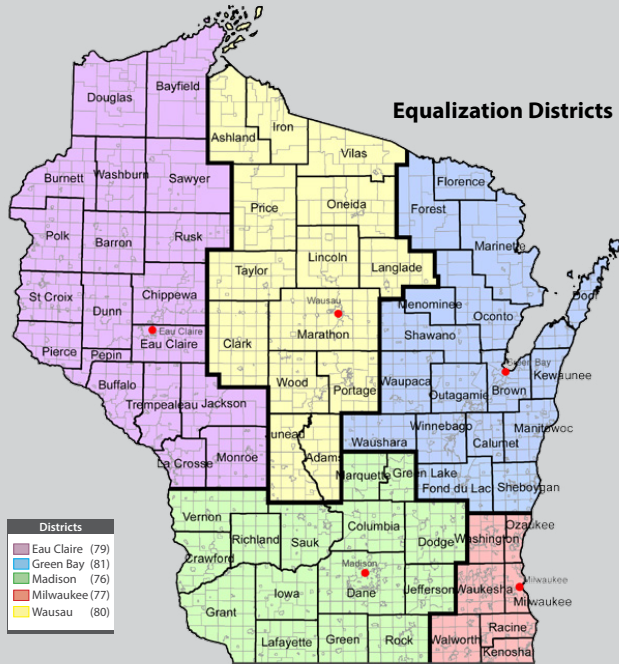 Equalization Districts
Bayfield
Douglas
Iron
Ashland
Vilas
Burnett
Washburn
Sawyer
Florence
Price
Oneida
Forest
Polk
Barron
Rusk
Marinette
Lincoln
Taylor
Langlade
St Croix
Chippewa
Door
Dunn
Wausau
Menominee
Oconto
Eau Claire
Marathon
Shawano
Eau Claire
Clark
Pierce
Pepin
Green Bay
Kewaunee
Buffalo
Wood
Portage
Waupaca
Outagamie
Brown
Trempealeau
Jackson
Winnebago
Manitowoc
Juneau
Waushara
Calumet
Adams
La Crosse
Monroe
Marquette
Green Lake
Fond du Lac
Sheboygan
Vernon
Columbia
Ozaukee
Richland
Sauk
Dodge
Washington
Crawford
Madison
Milwaukee
Iowa
Dane
Jefferson
Waukesha
Milwaukee
Grant
Racine
Lafayette
Green
Rock
Walworth
Kenosha
Districts
Eau Claire (79)
Green Bay (81)
Madison (76)
Milwaukee (77)
Wausau (80)